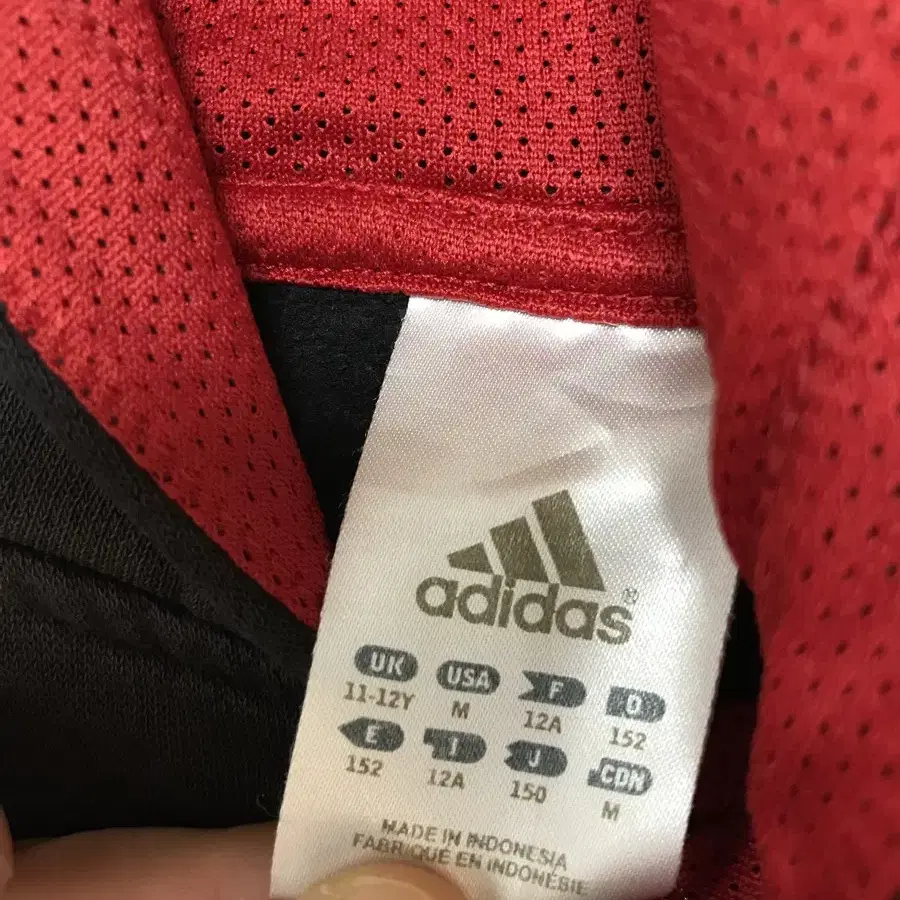 adidas®
UK USA F D
11-12Y M 12A 152
E I J CDN
152 12A 150 M
MADE IN INDONESIA
FABRIQUÉ EN INDONÉSIE